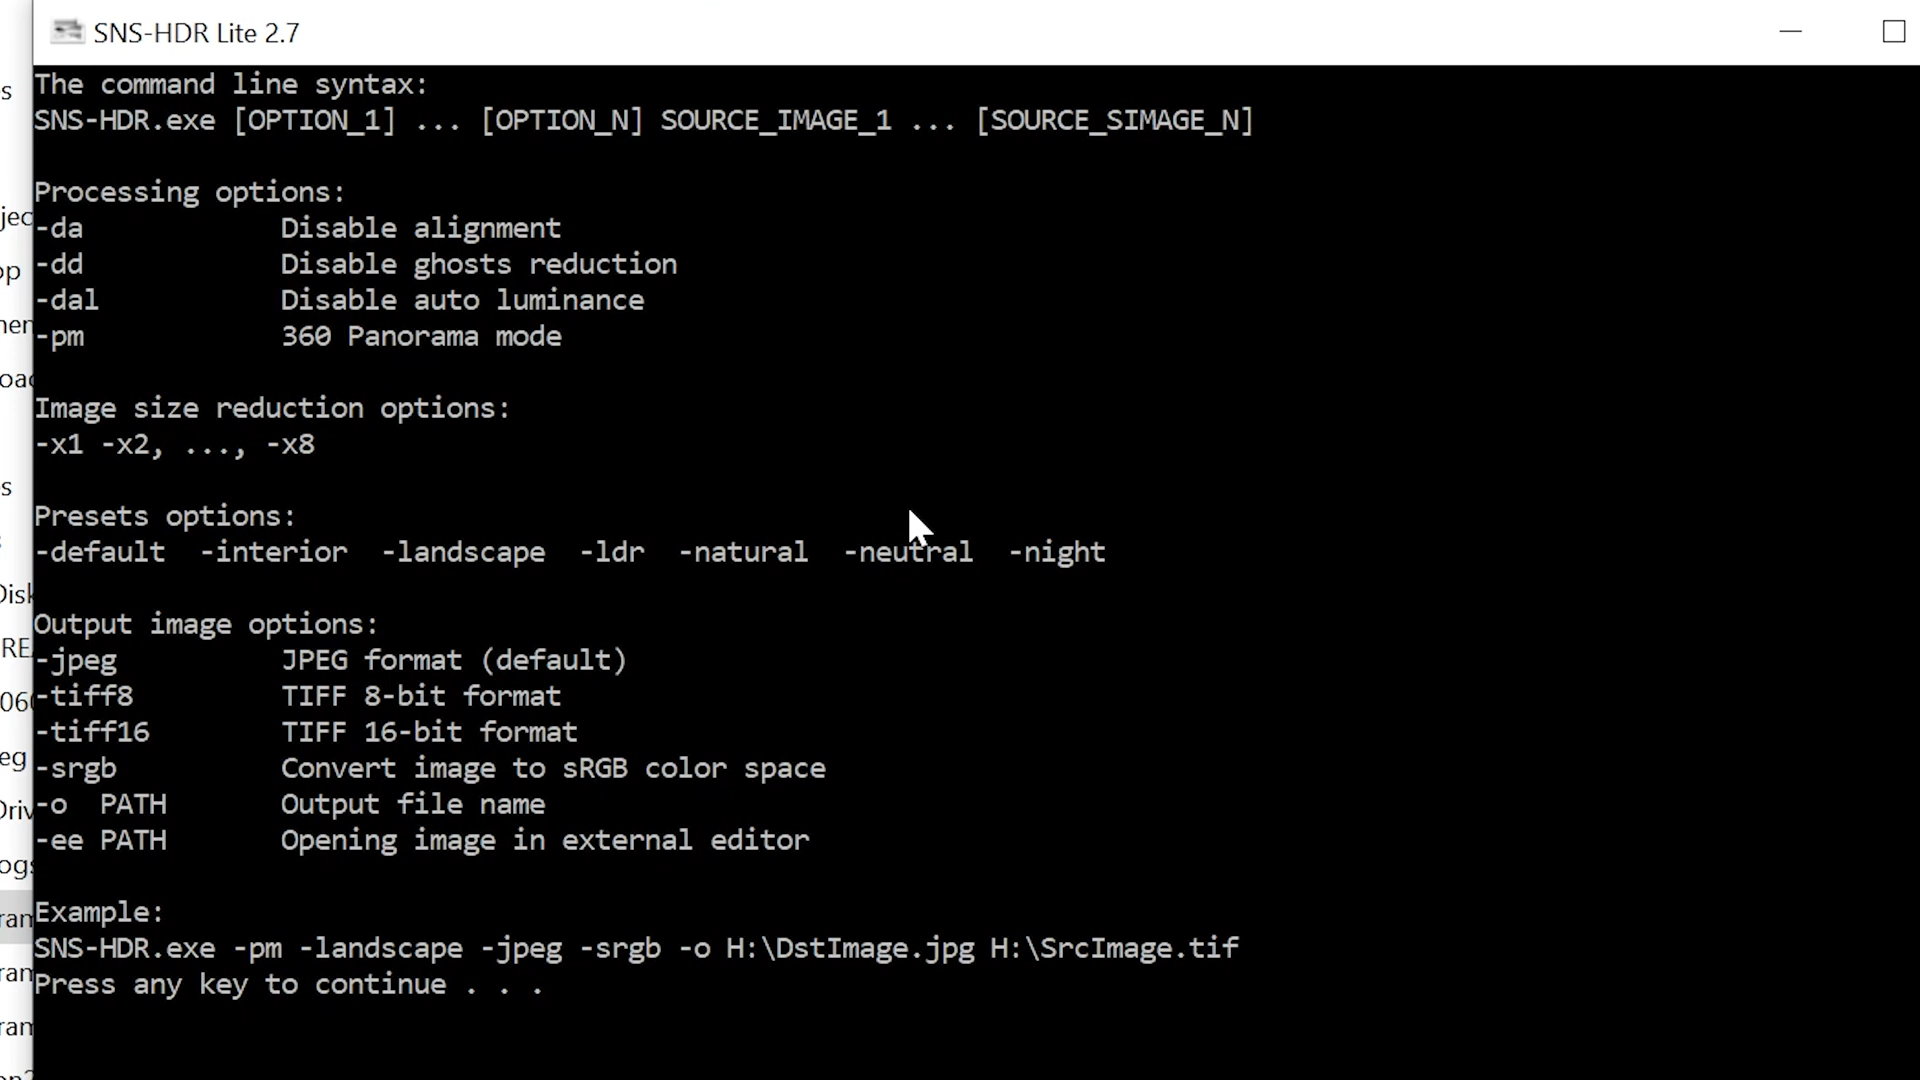 SNS-HDR Lite 2.7
The command line syntax:
SNS-HDR.exe [OPTION_1] ... [OPTION_N] SOURCE_IMAGE_1 ... [SOURCE_SIMAGE_N]
Processing options:
-da Disable alignment
-dd Disable ghosts reduction
-dal Disable auto luminance
-pm 360 Panorama mode
Image size reduction options:
-x1 -x2, ..., -x8
Presets options:
-default -interior -landscape -ldr -natural -neutral -night
Output image options:
-jpeg JPEG format (default)
-tiff8 TIFF 8-bit format
-tiff16 TIFF 16-bit format
-srgb Convert image to sRGB color space
-o PATH Output file name
-ee PATH Opening image in external editor
Example:
SNS-HDR.exe -pm -landscape -jpeg -srgb -o H:\DstImage.jpg H:\SrcImage.tif
Press any key to continue . . .